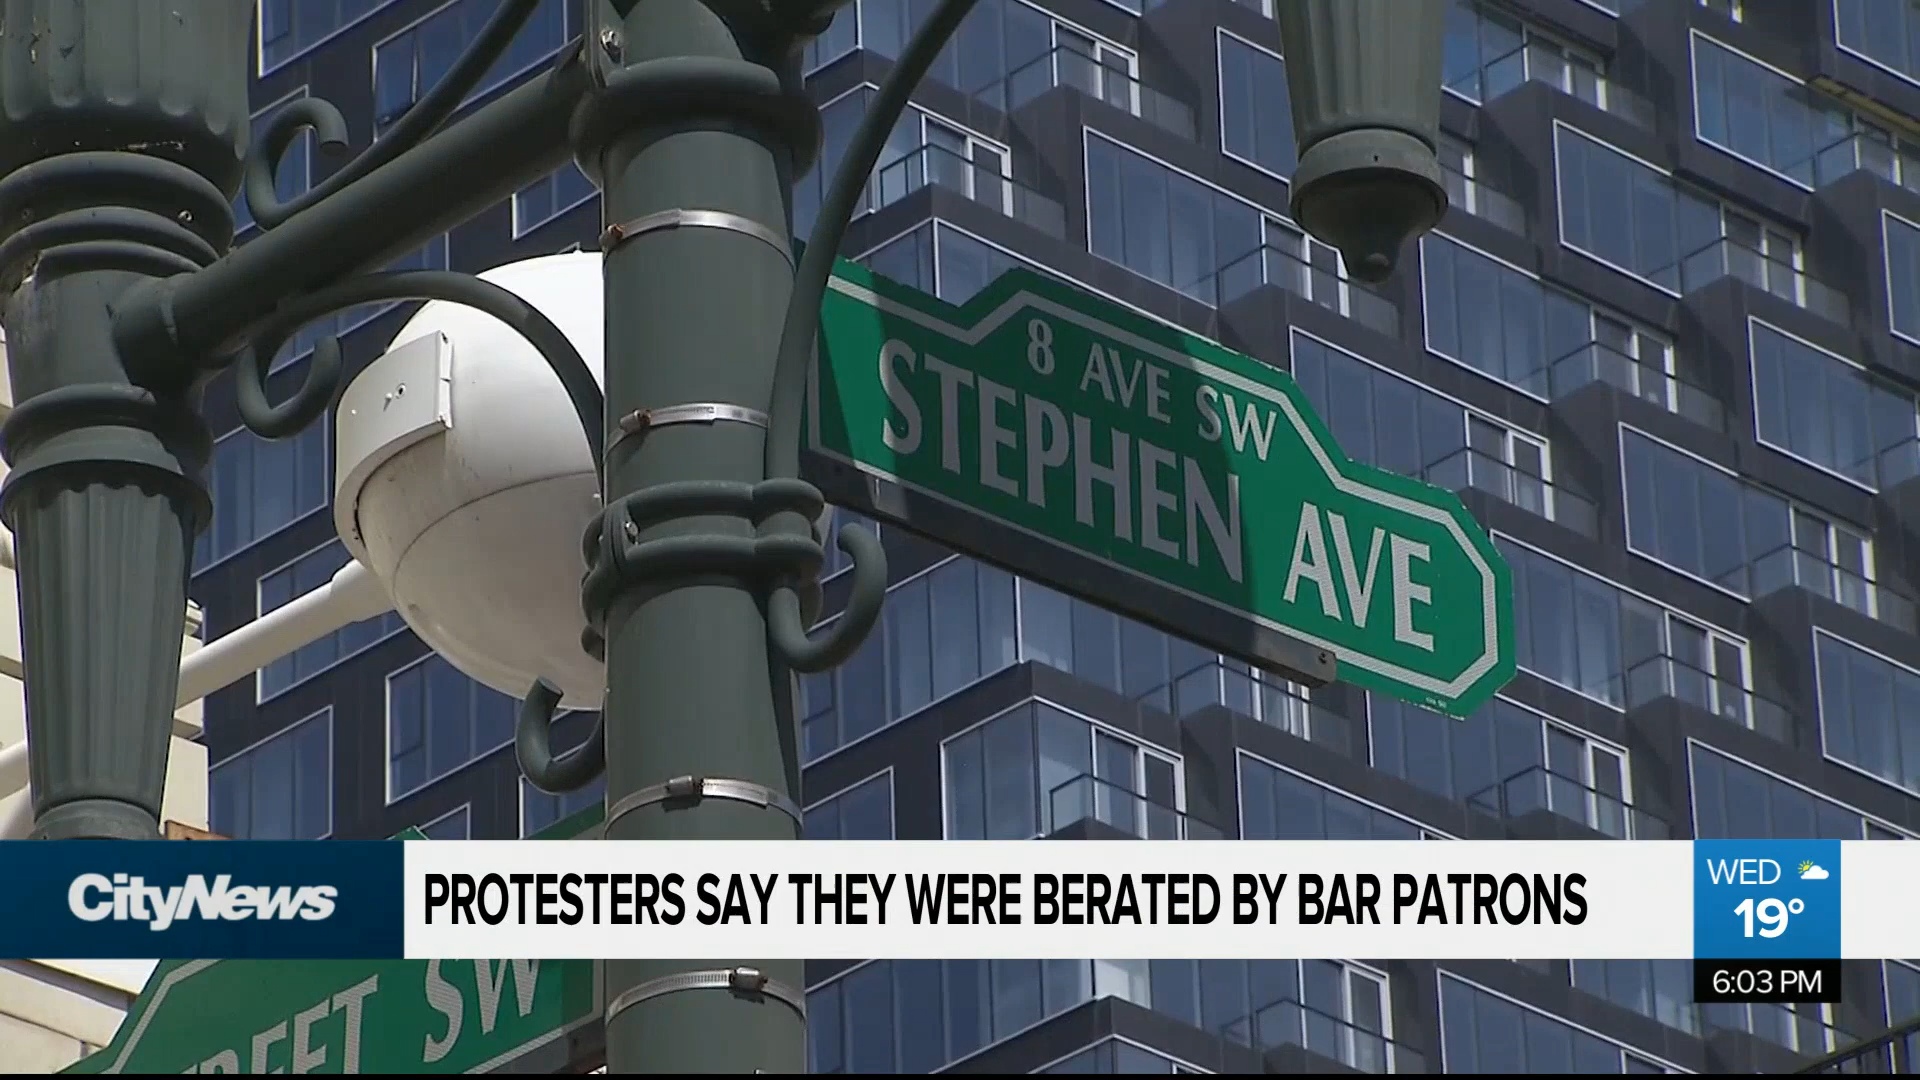 8 AVE SW
STEPHEN AVE
CityNews
PROTESTERS SAY THEY WERE BERATED BY BAR PATRONS
WED
19°
6:03 PM
SW